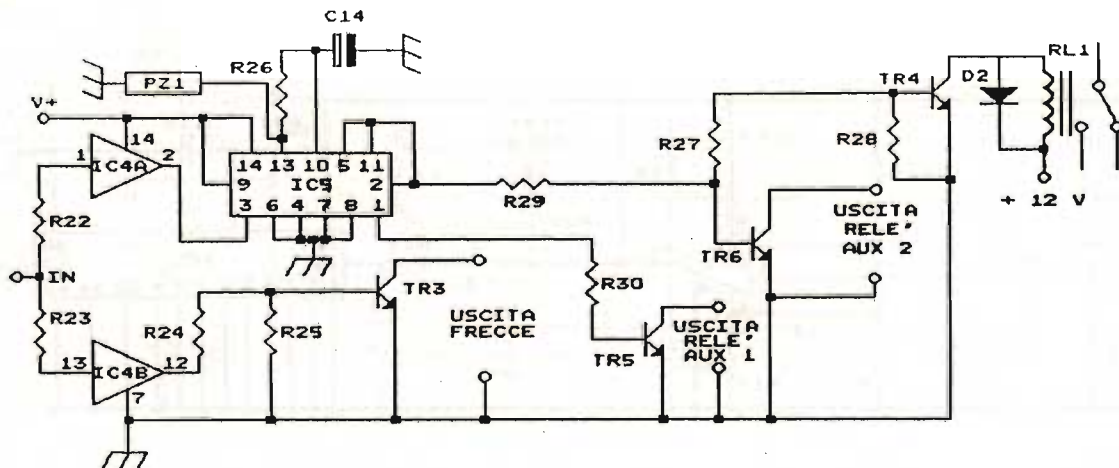 C14
R26
PZ1
V+
14
1 IC4A 2
14 13 10 5 11
9 IC5 2
3 6 4 7 8 1
R22
IN
R23
R24
R25
13 IC4B 12
7
TR3
USCITA
FRECCE
R29
R30
TR5
USCITA
RELE'
AUX 1
R27
R28
TR4
D2
RL1
+ 12 V
TR6
USCITA
RELE'
AUX 2